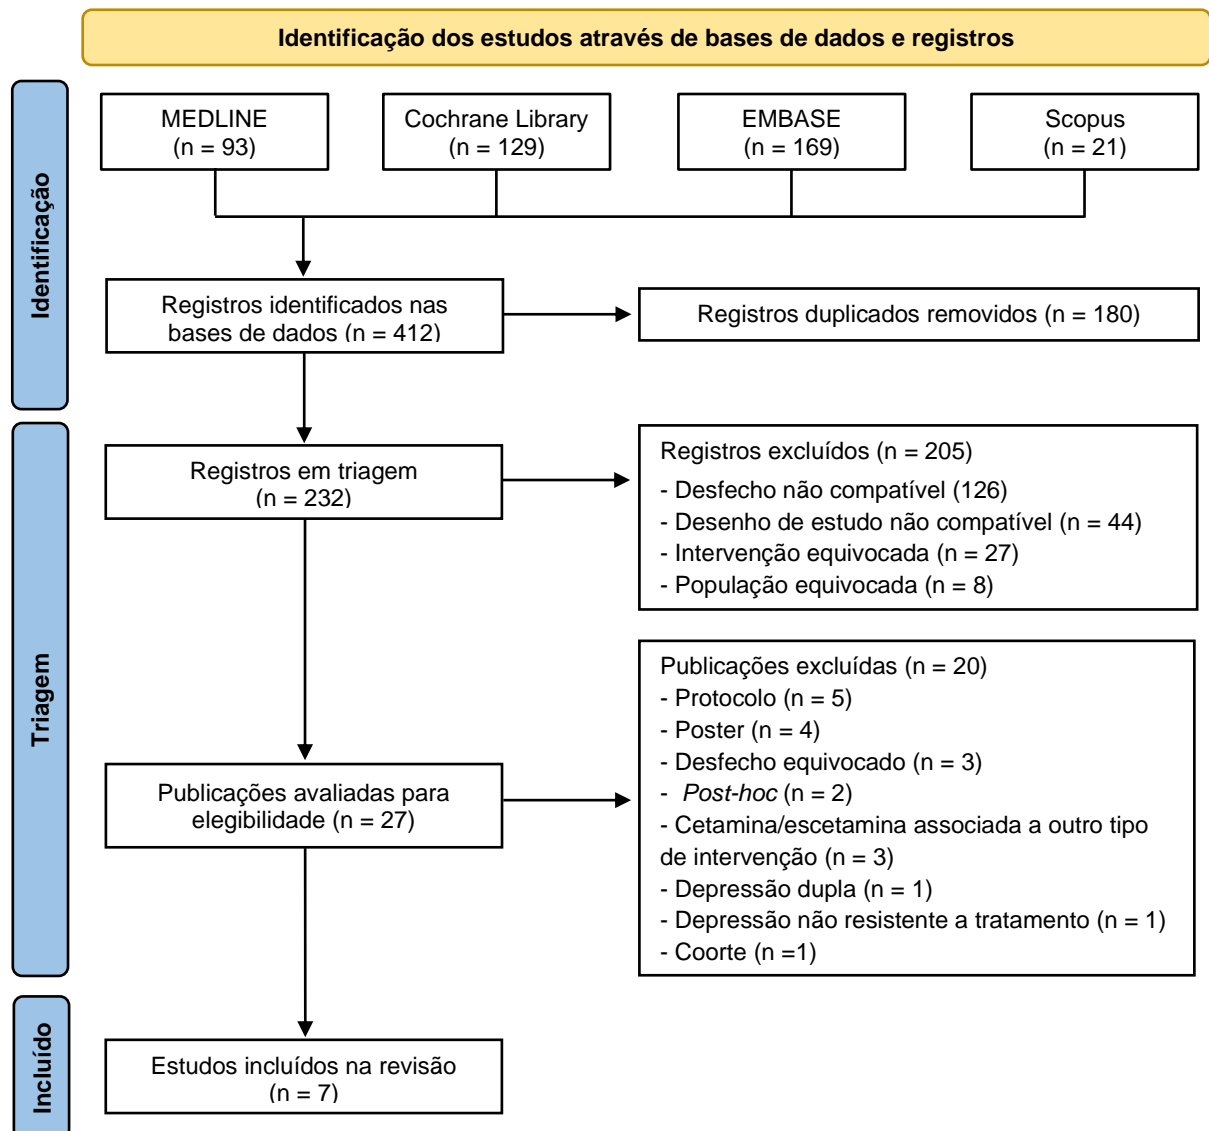 Identificação dos estudos através de bases de dados e registros
Identificação
MEDLINE
(n = 93)
Cochrane Library
(n = 129)
EMBASE
(n = 169)
Scopus
(n = 21)
Registros identificados nas
bases de dados (n = 412)
Registros duplicados removidos (n = 180)
Triagem
Registros em triagem
(n = 232)
Registros excluídos (n = 205)
- Desfecho não compatível (126)
- Desenho de estudo não compatível (n = 44)
- Intervenção equivocada (n = 27)
- População equivocada (n = 8)
Publicações avaliadas para
elegibilidade (n = 27)
Publicações excluídas (n = 20)
- Protocolo (n = 5)
- Poster (n = 4)
- Desfecho equivocado (n = 3)
- Post-hoc (n = 2)
- Cetamina/escetamina associada a outro tipo
de intervenção (n = 3)
- Depressão dupla (n = 1)
- Depressão não resistente a tratamento (n = 1)
- Coorte (n =1)
Incluído
Estudos incluídos na revisão
(n = 7)